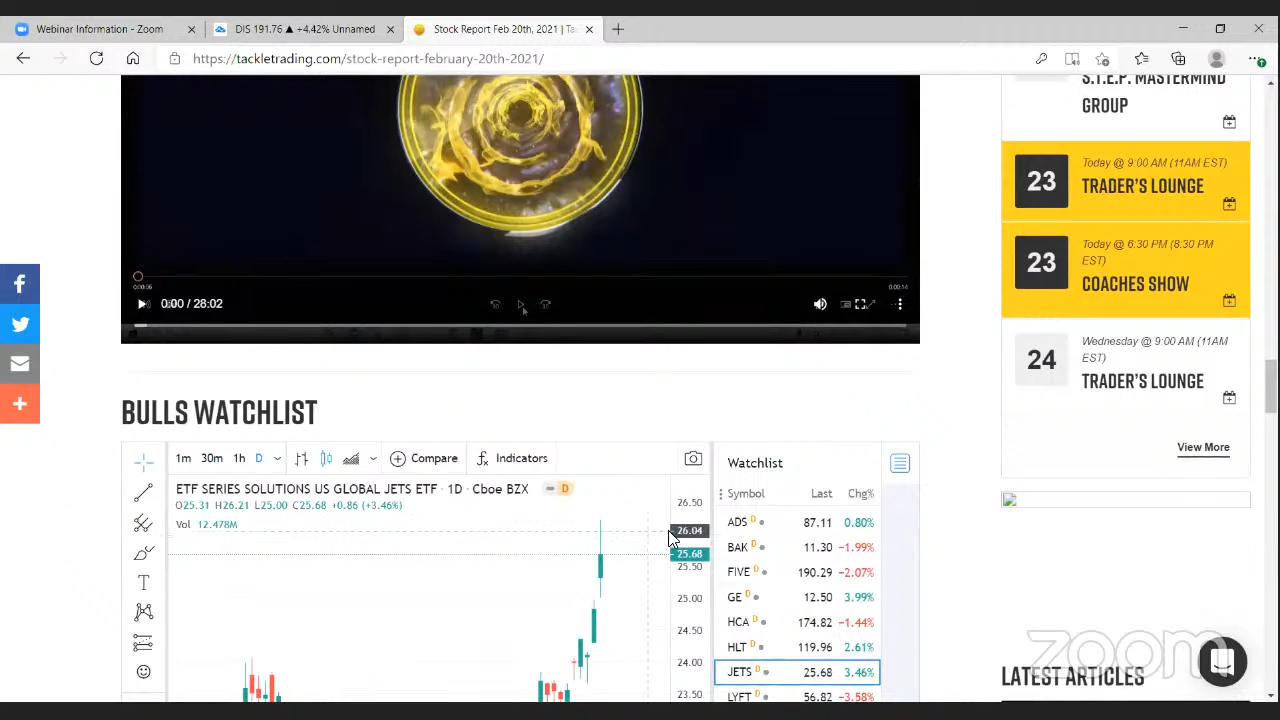 Webinar Information - Zoom
DIS 191.76 ▲ +4.42% Unnamed
Stock Report Feb 20th, 2021 | Ta
https://tackletrading.com/stock-report-february-20th-2021/
S.T.E.P. MASTERMIND
GROUP
23
Today @ 9:00 AM (11AM EST)
TRADER'S LOUNGE
23
Today @ 6:30 PM (8:30 PM
EST)
COACHES SHOW
24
Wednesday @ 9:00 AM (11AM
EST)
TRADER'S LOUNGE
View More
LATEST ARTICLES
0:00 / 28:02
BULLS WATCHLIST
1m 30m 1h D Compare Indicators
ETF SERIES SOLUTIONS US GLOBAL JETS ETF · 1D · Cboe BZX D
O25.31 H26.21 L25.00 C25.68 +0.86 (+3.46%)
Vol 12.478M
26.50
26.04
25.68
25.50
25.00
24.50
24.00
23.50
Watchlist
Symbol Last Chg%
ADS D 87.11 0.80%
BAK D 11.30 −1.99%
FIVE D 190.29 −2.07%
GE D 12.50 3.99%
HCA D 174.82 −1.44%
HLT D 119.96 2.61%
JETS D 25.68 3.46%
LYFT D 56.82 −3.58%
zoom